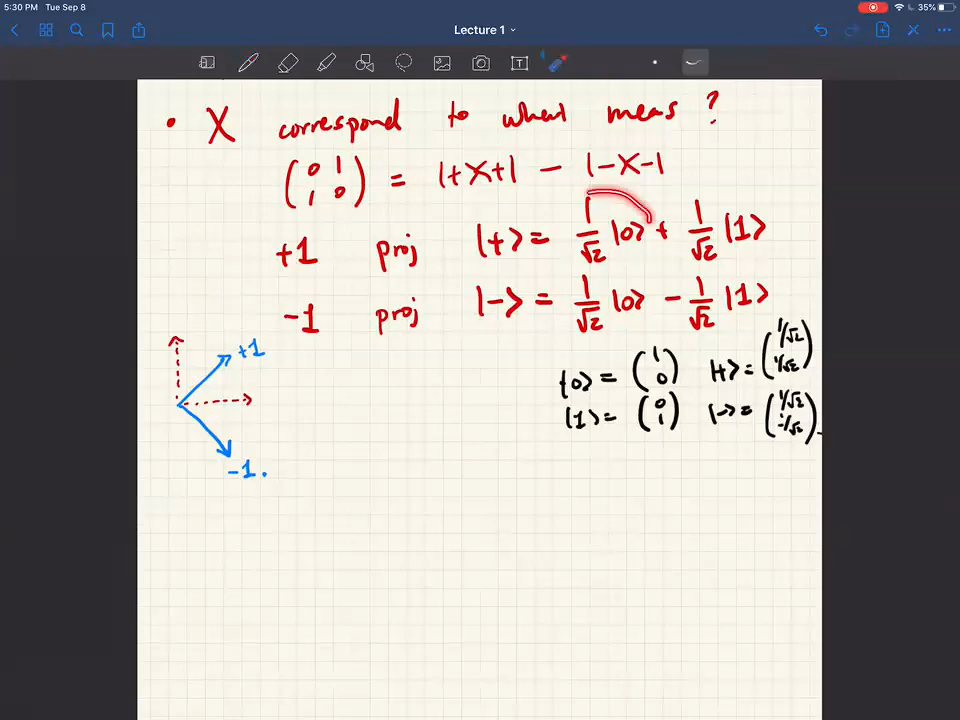 5:30 PM Tue Sep 8
35%
Lecture 1
• X correspond to what meas ?
(0 1
1 0) = |+X+| − |−X−|
+1 proj |+> = 1/√2 |0> + 1/√2 |1>
-1 proj |−> = 1/√2 |0> − 1/√2 |1>
+1
-1.
|0> = (1
0) |+> = (1/√2
1/√2)
|1> = (0
1) |−> = (1/√2
-1/√2).